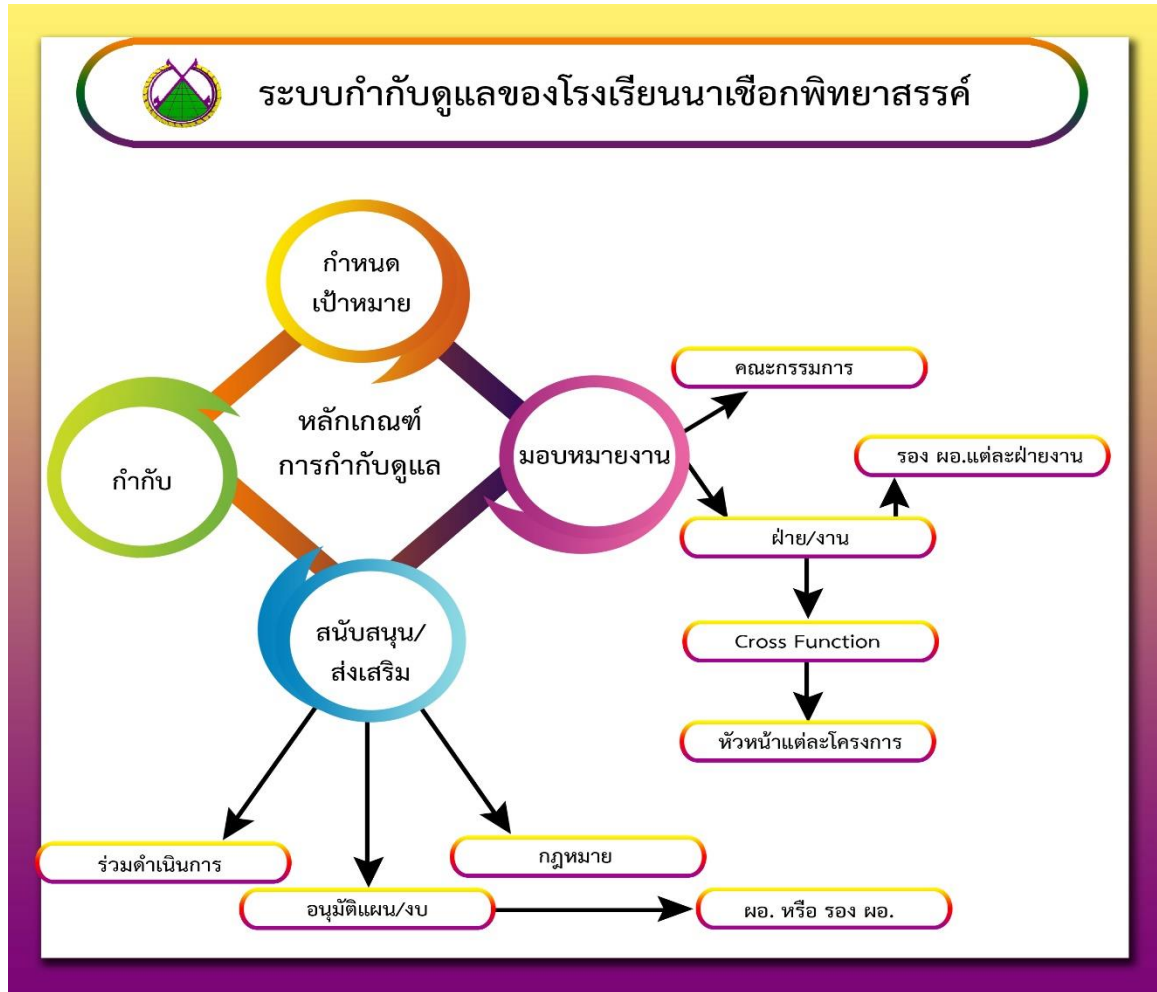 ระบบกำกับดูแลของโรงเรียนนาเชือกพิทยาสรรค์
กำหนด
เป้าหมาย
หลักเกณฑ์
การกำกับดูแล
กำกับ
มอบหมายงาน
สนับสนุน/
ส่งเสริม
คณะกรรมการ
รอง ผอ.แต่ละฝ่ายงาน
ฝ่าย/งาน
Cross Function
หัวหน้าแต่ละโครงการ
ร่วมดำเนินการ
กฎหมาย
อนุมัติแผน/งบ
ผอ. หรือ รอง ผอ.